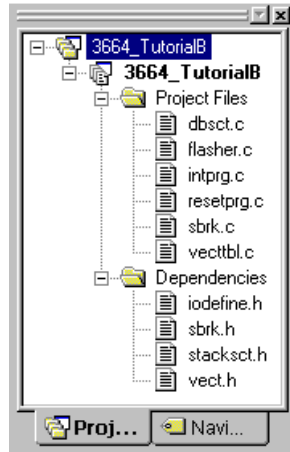 3664_TutorialB
3664_TutorialB
Project Files
dbsct.c
flasher.c
intprg.c
resetprg.c
sbrk.c
vecttbl.c
Dependencies
iodefine.h
sbrk.h
stacksct.h
vect.h
Proj... Navi...